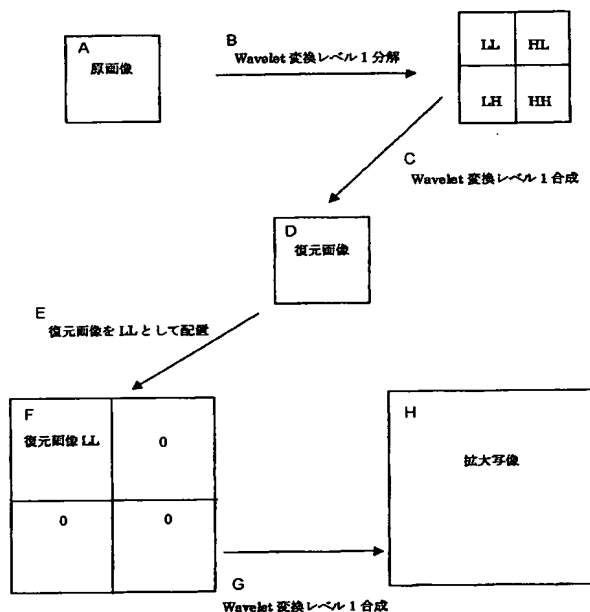 A
原画像
B
Wavelet 変換レベル 1 分解
LL HL
LH HH
C
Wavelet 変換レベル 1 合成
D
復元画像
E
復元画像を LL として配置
F
復元画像 LL
0
0
0
G
Wavelet 変換レベル 1 合成
H
拡大写像